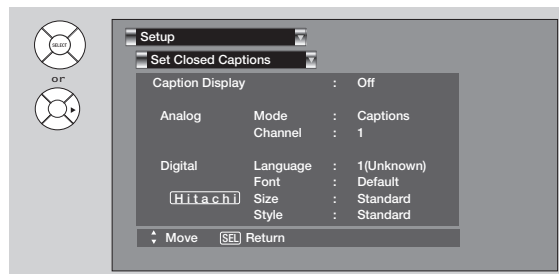 SELECT
or
Setup
Set Closed Captions
Caption Display : Off
Analog Mode : Captions
Channel : 1
Digital Language : 1(Unknown)
Font : Default
Hitachi Size : Standard
Style : Standard
Move SEL Return